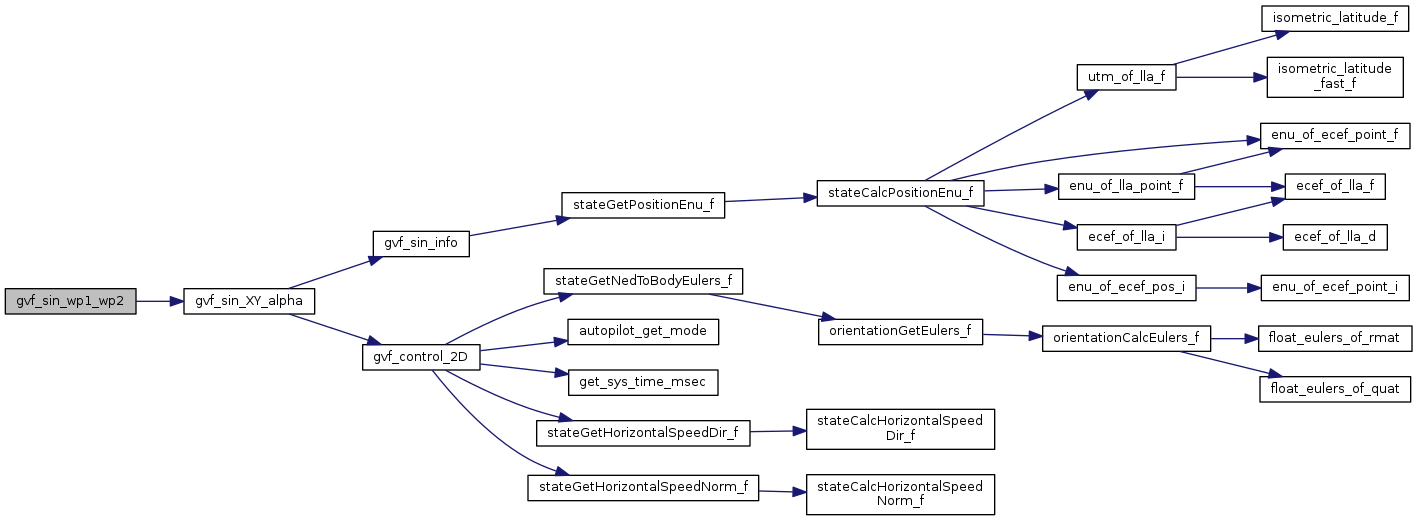 gvf_sin_wp1_wp2
gvf_sin_XY_alpha
gvf_sin_info
stateGetPositionEnu_f
stateCalcPositionEnu_f
utm_of_lla_f
isometric_latitude_f
isometric_latitude
_fast_f
enu_of_ecef_point_f
enu_of_lla_point_f
ecef_of_lla_f
ecef_of_lla_i
ecef_of_lla_d
enu_of_ecef_pos_i
enu_of_ecef_point_i
gvf_control_2D
stateGetNedToBodyEulers_f
orientationGetEulers_f
orientationCalcEulers_f
float_eulers_of_rmat
float_eulers_of_quat
autopilot_get_mode
get_sys_time_msec
stateGetHorizontalSpeedDir_f
stateCalcHorizontalSpeed
Dir_f
stateGetHorizontalSpeedNorm_f
stateCalcHorizontalSpeed
Norm_f